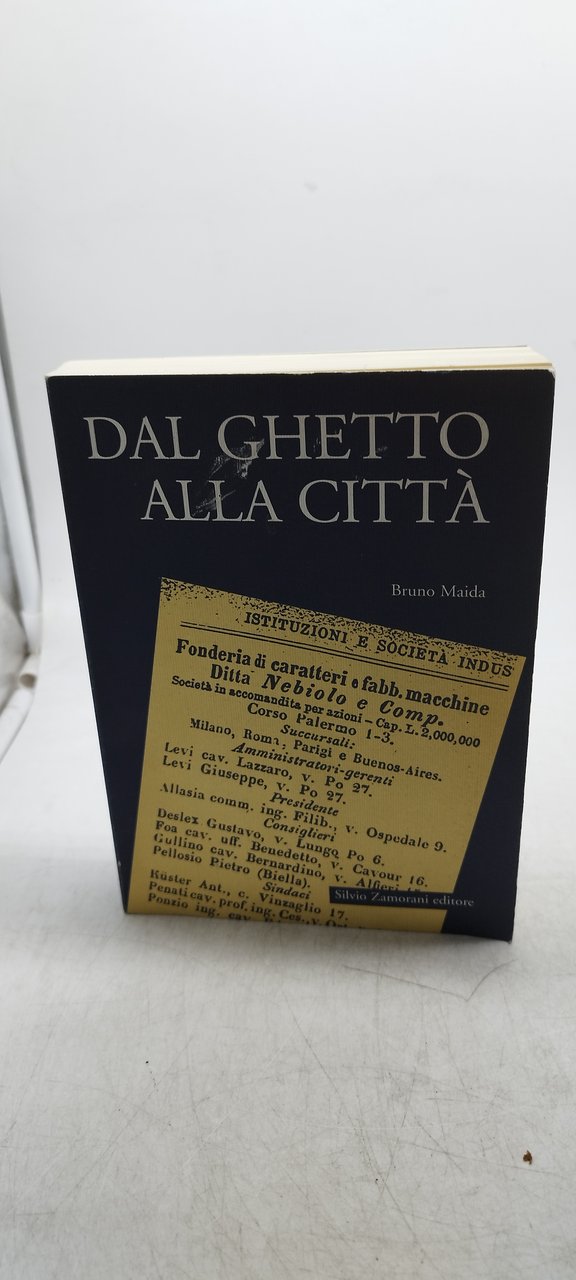 DAL GHETTO
ALLA CITTÀ
Bruno Maida
ISTITUZIONI E SOCIETÀ INDUS
Fonderia di caratteri e fabb. macchine
Ditta Nebiolo e Comp.
Società in accomandita per azioni – Cap. L. 2,000,000
Corso Palermo 1-3.
Succursali:
Milano, Roma, Parigi e Buenos-Aires.
Amministratori-gerenti
Levi cav. Lazzaro, v. Po 27.
Levi Giuseppe, v. Po 27.
Presidente
Allasia comm. ing. Filib., v. Ospedale 9.
Consiglieri
Deslex Gustavo, v. Lungo Po 6.
Foa cav. uff. Benedetto, v. Cavour 16.
Gullino cav. Bernardino, v. Alfieri
Pellosio Pietro (Biella).
Sindaci
Küster Ant., c. Vinzaglio 17.
Penati cav. prof. ing. Ces., v.
Ponzio ing. cav.
Silvio Zamorani editore